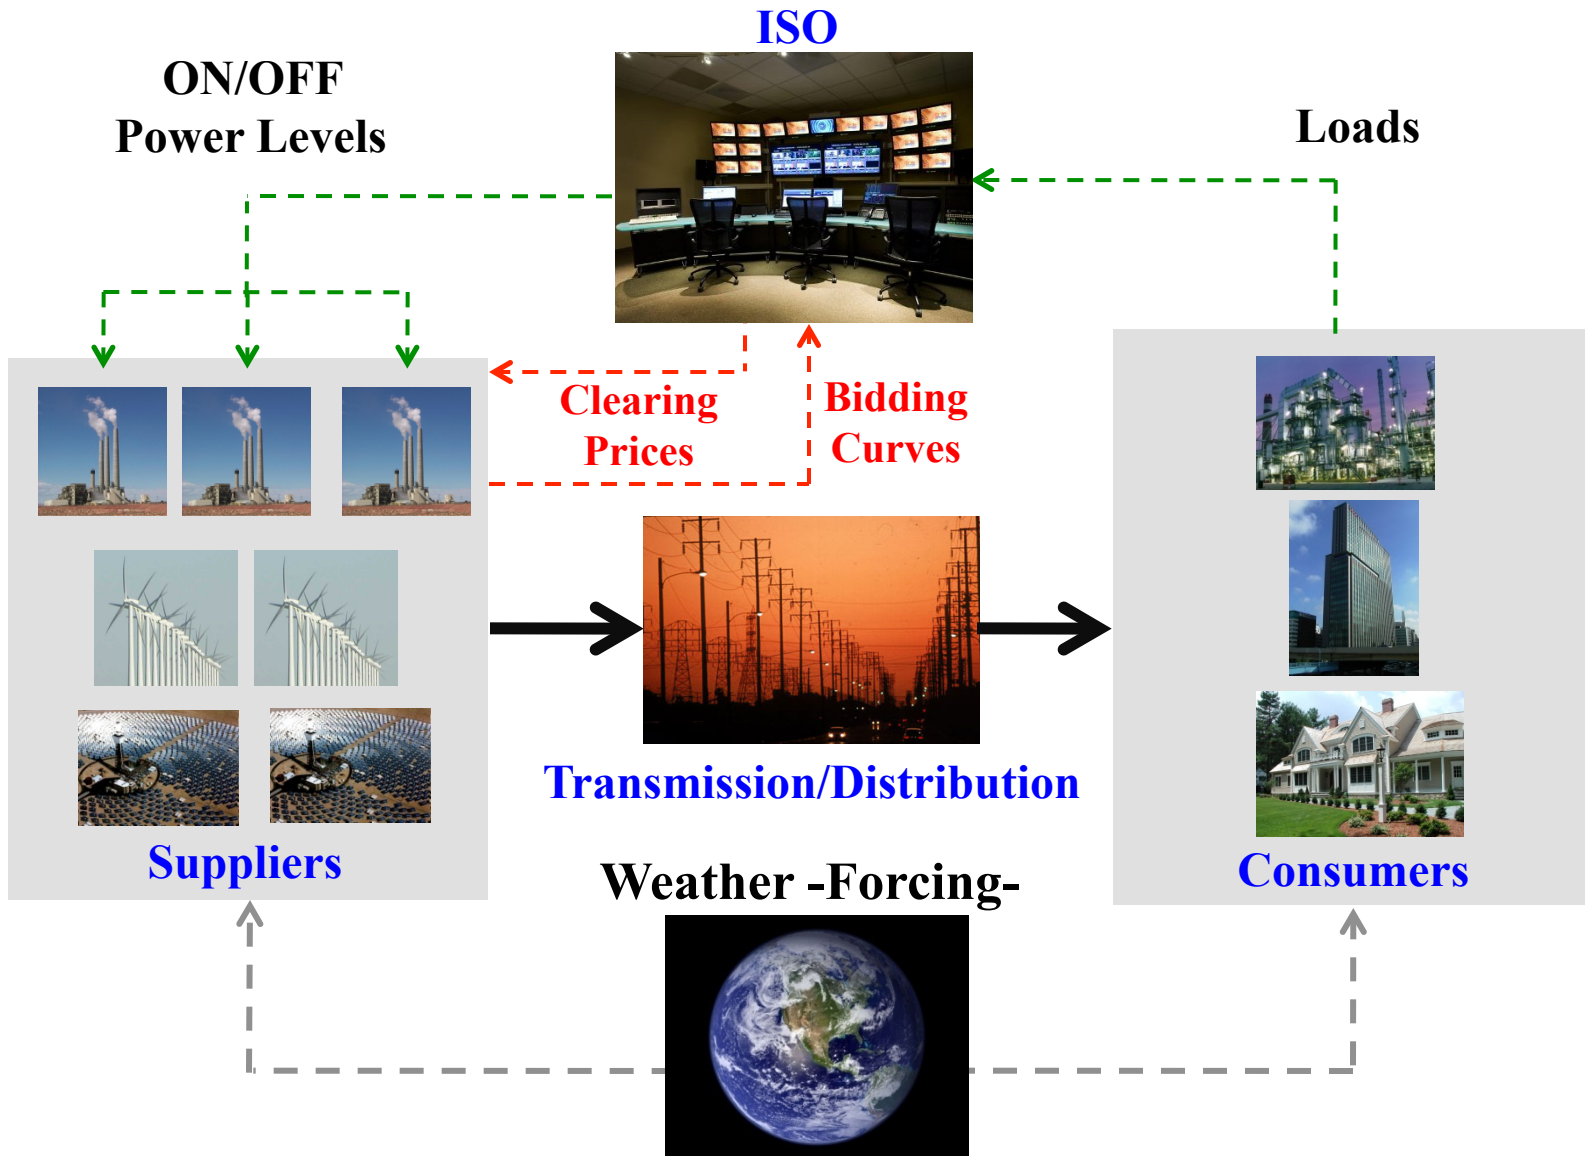 ISO
ON/OFF
Power Levels
Loads
Clearing
Prices
Bidding
Curves
Transmission/Distribution
Suppliers
Consumers
Weather -Forcing-